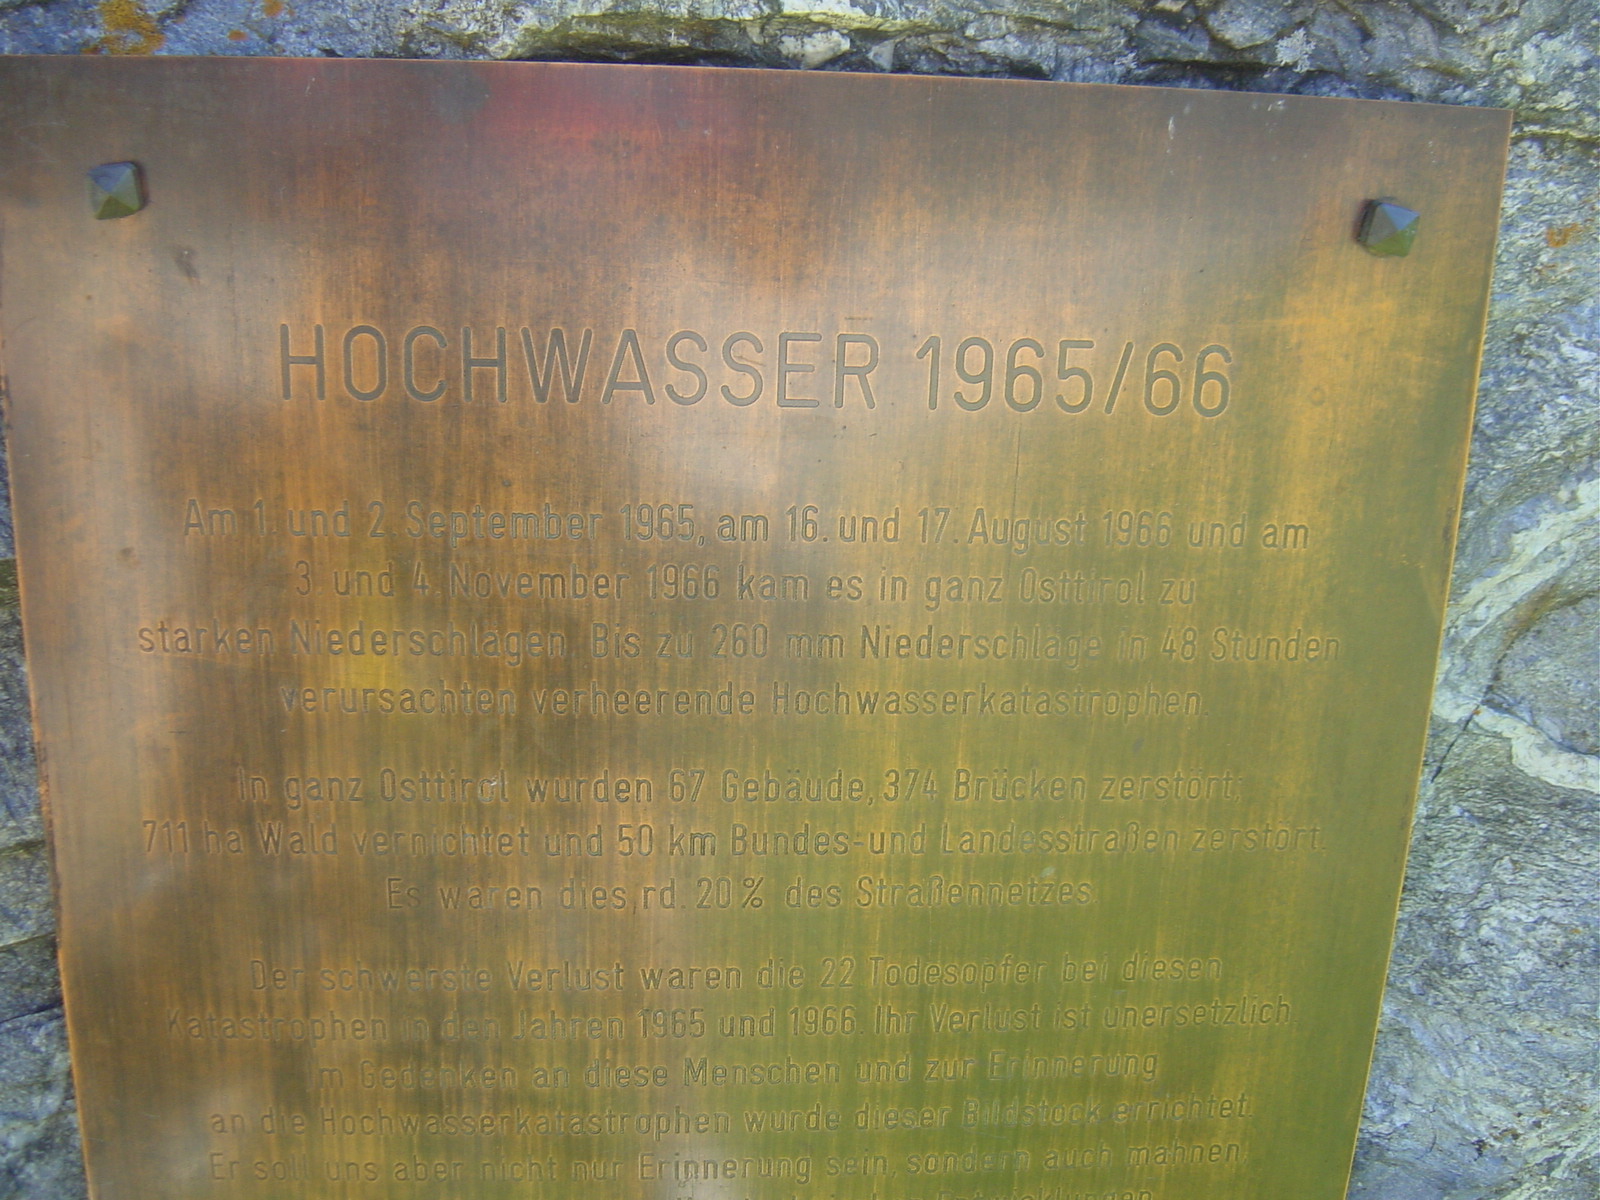 HOCHWASSER 1965/66
Am 1. und 2. September 1965, am 16. und 17. August 1966 und am
3. und 4. November 1966 kam es in ganz Osttirol zu
starken Niederschlägen. Bis zu 260 mm Niederschläge in 48 Stunden
verursachten verheerende Hochwasserkatastrophen.
In ganz Osttirol wurden 67 Gebäude, 374 Brücken zerstört;
711 ha Wald vernichtet und 50 km Bundes- und Landesstraßen zerstört.
Es waren dies rd. 20% des Straßennetzes.
Der schwerste Verlust waren die 22 Todesopfer bei diesen
Katastrophen in den Jahren 1965 und 1966. Ihr Verlust ist unersetzlich
Im Gedenken an diese Menschen und zur Erinnerung
an die Hochwasserkatastrophen wurde dieser Bildstock errichtet.
Er soll uns aber nicht nur Erinnerung sein, sondern auch mahnen,
Entwicklungen